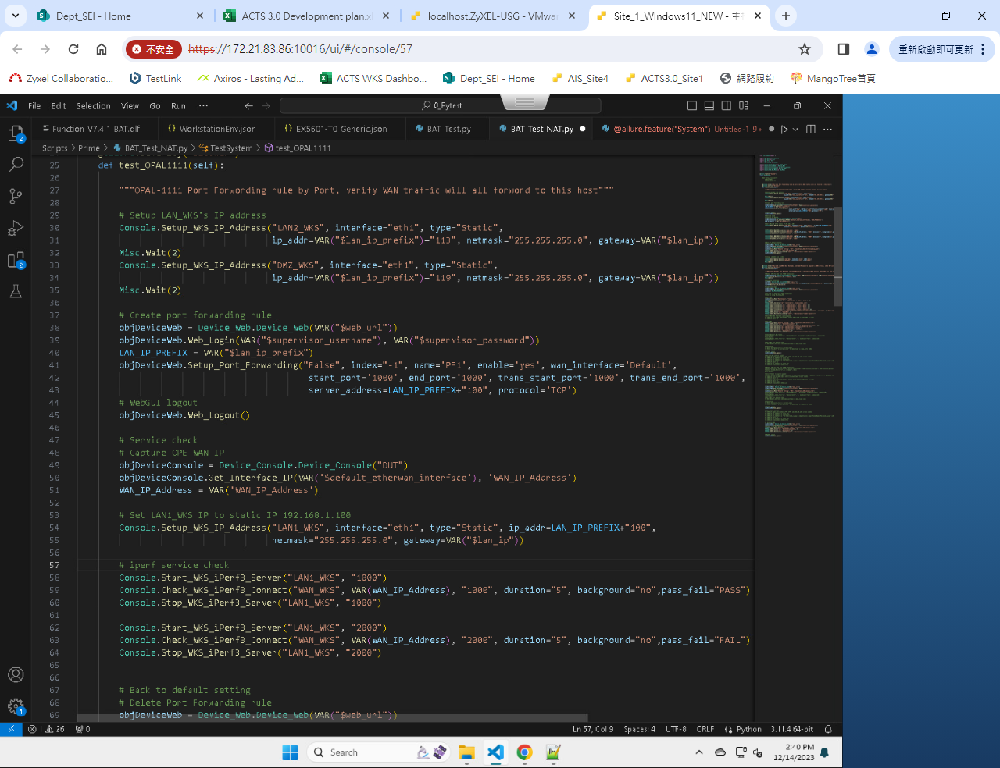 Dept_SEI - Home
ACTS 3.0 Development plan.xl
localhost.ZyXEL-USG - VMwa
Site_1_WIndows11_NEW - 主
不安全
https://172.21.83.86:10016/ui/#/console/57
重新啟動即可更新
Zyxel Collaboratio...
TestLink
Axiros - Lasting Ad...
ACTS WKS Dashbo...
Dept_SEI - Home
AIS_Site4
ACTS3.0_Site1
網路履約
MangoTree首頁
File Edit Selection View Go Run ···
0_Pytest
Function_V7.4.1_BAT.dlf
WorkstationEnv.json
EX5601-T0_Generic.json
BAT_Test.py
BAT_Test_NAT.py
@allure.feature("System") Untitled-1 9+
Scripts > Prime > BAT_Test_NAT.py > TestSystem > test_OPAL1111
25 def test_OPAL1111(self):
26
27 """OPAL-1111 Port Forwording rule by Port, verify WAN traffic will all forword to this host"""
28
29 # Setup LAN_WKS's IP address
30 Console.Setup_WKS_IP_Address("LAN2_WKS", interface="eth1", type="Static",
31 ip_addr=VAR("$lan_ip_prefix")+"113", netmask="255.255.255.0", gateway=VAR("$lan_ip"))
32 Misc.Wait(2)
33 Console.Setup_WKS_IP_Address("DMZ_WKS", interface="eth1", type="Static",
34 ip_addr=VAR("$lan_ip_prefix")+"119", netmask="255.255.255.0", gateway=VAR("$lan_ip"))
35 Misc.Wait(2)
36
37 # Create port forwarding rule
38 objDeviceWeb = Device_Web.Device_Web(VAR("$web_url"))
39 objDeviceWeb.Web_Login(VAR("$supervisor_username"), VAR("$supervisor_password"))
40 LAN_IP_PREFIX = VAR("$lan_ip_prefix")
41 objDeviceWeb.Setup_Port_Forwarding("False", index="-1", name='PF1', enable='yes', wan_interface='Default',
42 start_port='1000', end_port='1000', trans_start_port='1000', trans_end_port='1000',
43 server_address=LAN_IP_PREFIX+"100", protocol='TCP')
44 # WebGUI logout
45 objDeviceWeb.Web_Logout()
46
47 # Service check
48 # Capture CPE WAN IP
49 objDeviceConsole = Device_Console.Device_Console("DUT")
50 objDeviceConsole.Get_Interface_IP(VAR('$default_etherwan_interface'), 'WAN_IP_Address')
51 WAN_IP_Address = VAR('WAN_IP_Address')
52
53 # Set LAN1_WKS IP to static IP 192.168.1.100
54 Console.Setup_WKS_IP_Address("LAN1_WKS", interface="eth1", type="Static", ip_addr=LAN_IP_PREFIX+"100",
55 netmask="255.255.255.0", gateway=VAR("$lan_ip"))
56
57 # iperf service check
58 Console.Start_WKS_iPerf3_Server("LAN1_WKS", "1000")
59 Console.Check_WKS_iPerf3_Connect("WAN_WKS", VAR(WAN_IP_Address), "1000", duration="5", background="no",pass_fail="PASS")
60 Console.Stop_WKS_iPerf3_Server("LAN1_WKS", "1000")
61
62 Console.Start_WKS_iPerf3_Server("LAN1_WKS", "2000")
63 Console.Check_WKS_iPerf3_Connect("WAN_WKS", VAR(WAN_IP_Address), "2000", duration="5", background="no",pass_fail="FAIL")
64 Console.Stop_WKS_iPerf3_Server("LAN1_WKS", "2000")
65
66
67 # Back to default setting
68 # Delete Port Forwarding rule
69 objDeviceWeb = Device_Web.Device_Web(VAR("$web_url"))
1 26 0
Ln 57, Col 9 Spaces: 4 UTF-8 CRLF Python 3.11.4 64-bit
Search
2:40 PM
12/14/2023